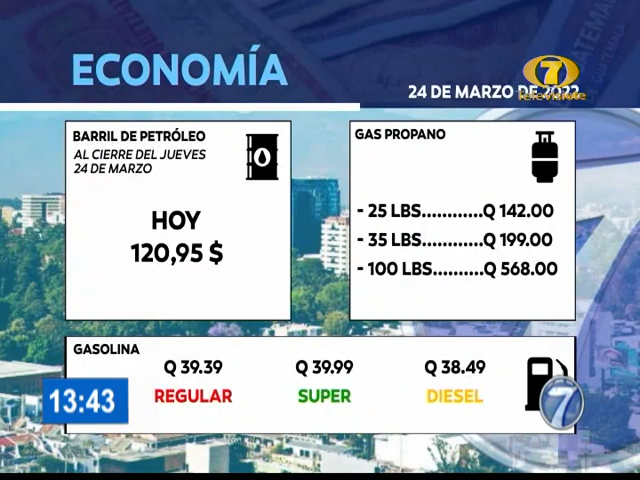 ECONOMÍA
24 DE MARZO DE 2022
7
Televisiete
BARRIL DE PETRÓLEO
AL CIERRE DEL JUEVES
24 DE MARZO
HOY
120,95 $
GAS PROPANO
- 25 LBS............Q 142.00
- 35 LBS............Q 199.00
- 100 LBS..........Q 568.00
GASOLINA
Q 39.39 Q 39.99 Q 38.49
REGULAR SUPER DIESEL
13:43
7